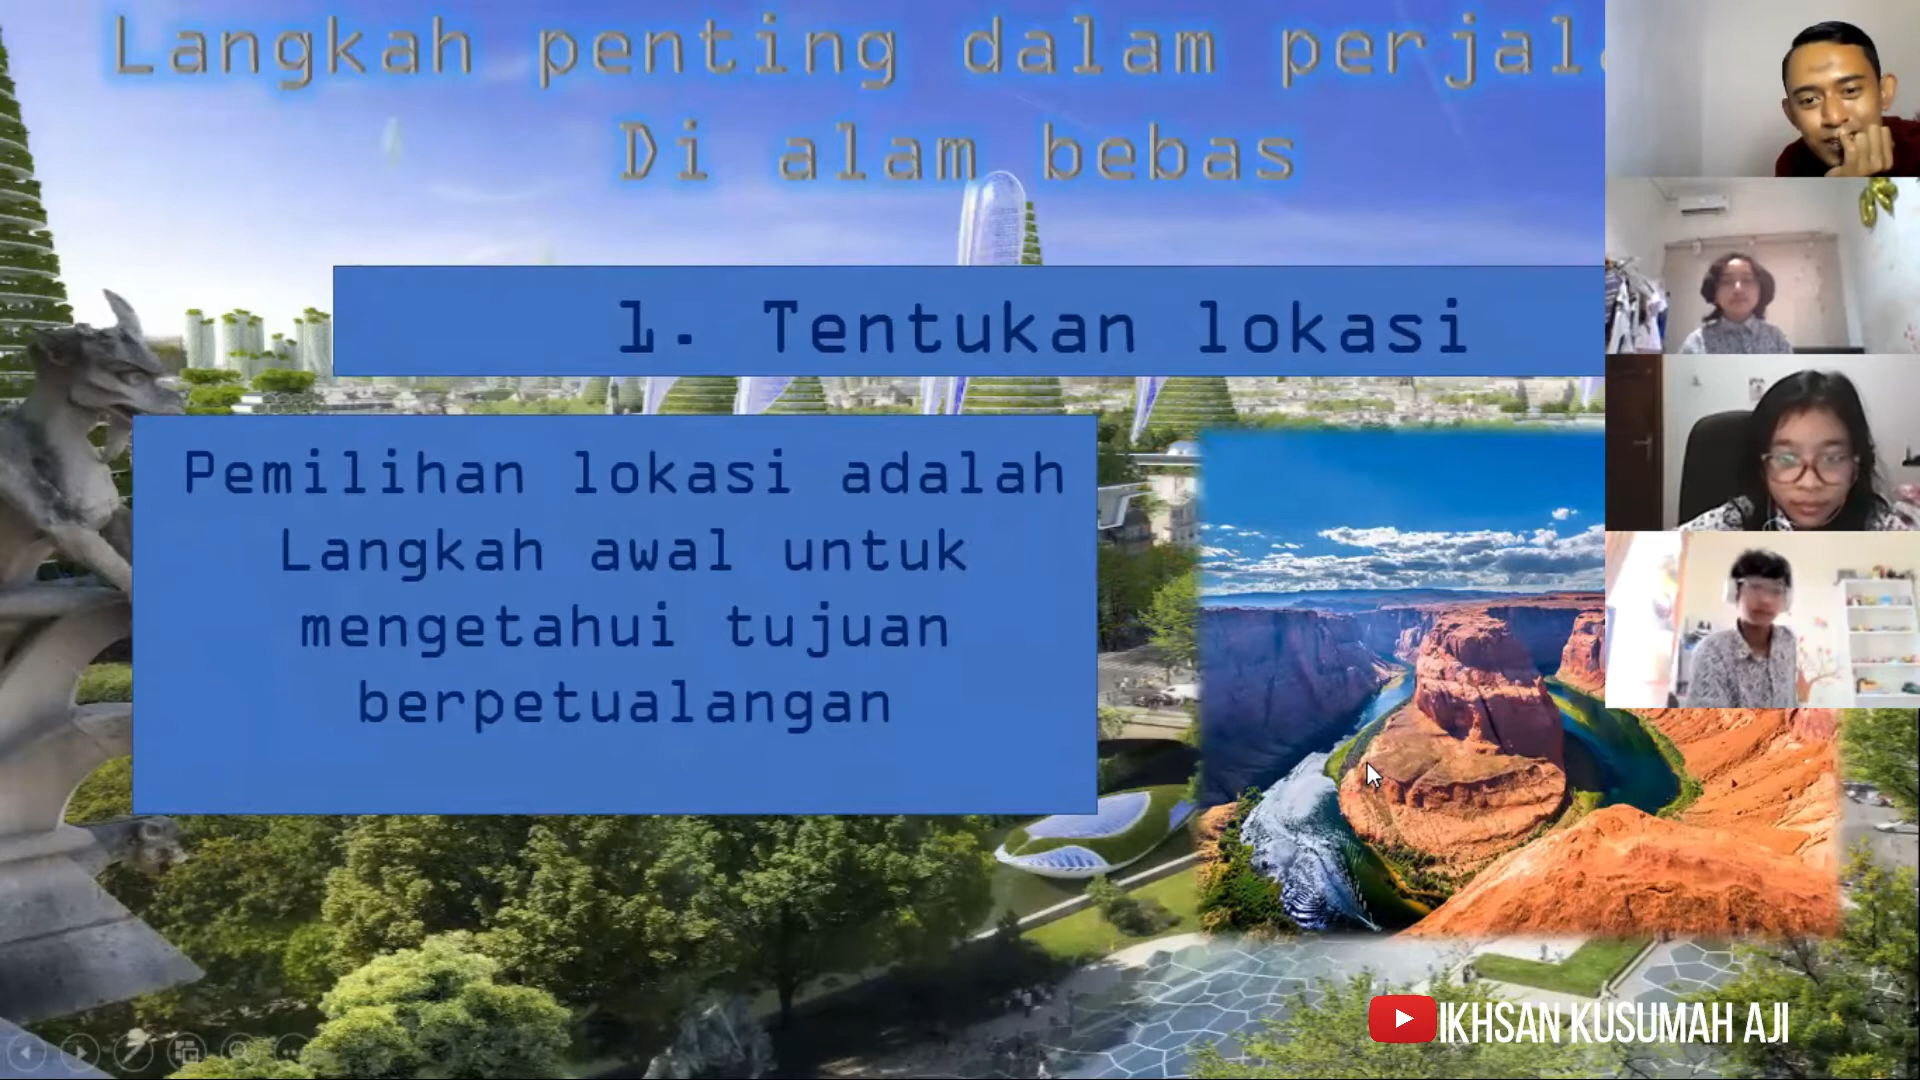 Langkah penting dalam perjala
Di alam bebas
1. Tentukan lokasi
Pemilihan lokasi adalah
Langkah awal untuk
mengetahui tujuan
berpetualangan
IKHSAN KUSUMAH AJI